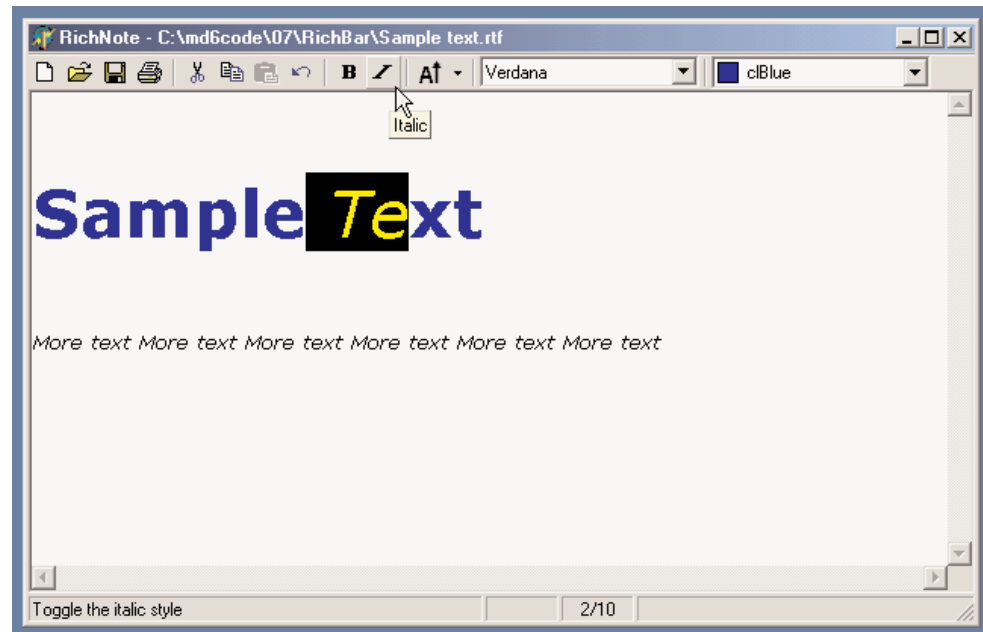 RichNote - C:\md6code\07\RichBar\Sample text.rtf
B I A Verdana clBlue
Italic
Sample Text
More text More text More text More text More text More text
Toggle the italic style 2/10